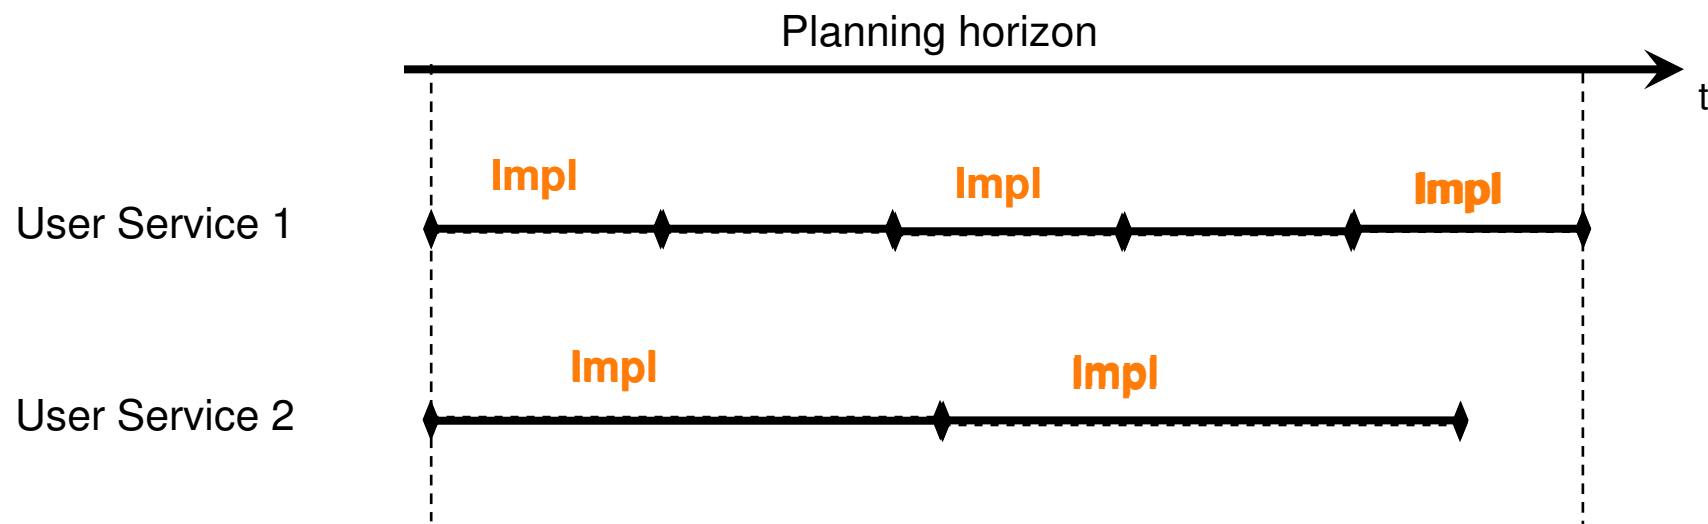 Planning horizon
t
Impl Impl Impl
User Service 1
Impl Impl
User Service 2